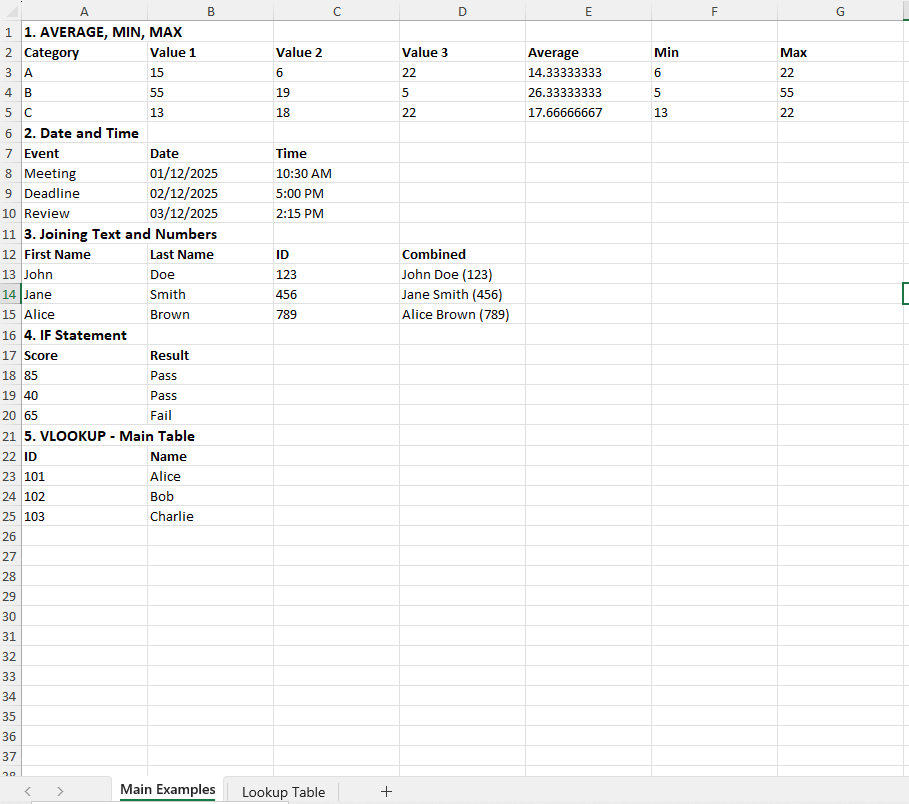 A B C D E F G
1 1. AVERAGE, MIN, MAX
2 Category Value 1 Value 2 Value 3 Average Min Max
3 A 15 6 22 14.33333333 6 22
4 B 55 19 5 26.33333333 5 55
5 C 13 18 22 17.66666667 13 22
6 2. Date and Time
7 Event Date Time
8 Meeting 01/12/2025 10:30 AM
9 Deadline 02/12/2025 5:00 PM
10 Review 03/12/2025 2:15 PM
11 3. Joining Text and Numbers
12 First Name Last Name ID Combined
13 John Doe 123 John Doe (123)
14 Jane Smith 456 Jane Smith (456)
15 Alice Brown 789 Alice Brown (789)
16 4. IF Statement
17 Score Result
18 85 Pass
19 40 Pass
20 65 Fail
21 5. VLOOKUP - Main Table
22 ID Name
23 101 Alice
24 102 Bob
25 103 Charlie
26
27
28
29
30
31
32
33
34
35
36
37
38
Main Examples Lookup Table +